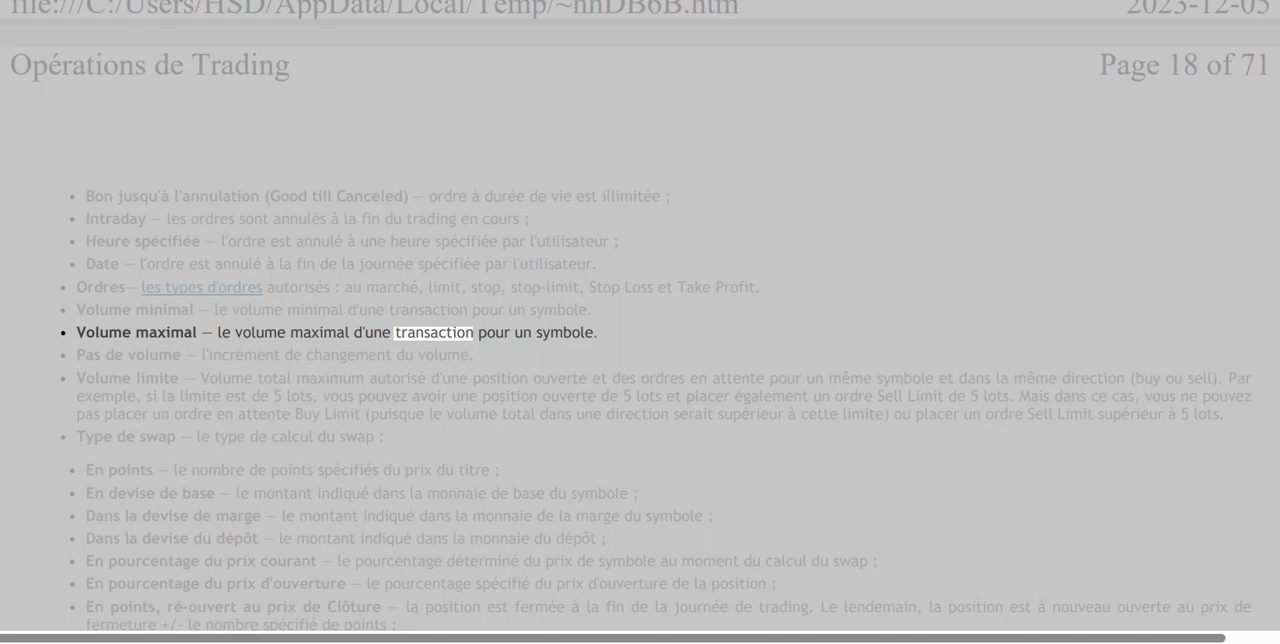 file:///C:/Users/HSD/AppData/Local/Temp/~hhDB6B.htm 2023-12-05
Opérations de Trading Page 18 of 71
• Bon jusqu'à l'annulation (Good till Canceled) — ordre à durée de vie est illimitée ;
• Intraday — les ordres sont annulés à la fin du trading en cours ;
• Heure spécifiée — l'ordre est annulé à une heure spécifiée par l'utilisateur ;
• Date — l'ordre est annulé à la fin de la journée spécifiée par l'utilisateur.
• Ordres— les types d'ordres autorisés : au marché, limit, stop, stop-limit, Stop Loss et Take Profit.
• Volume minimal — le volume minimal d'une transaction pour un symbole.
• Volume maximal — le volume maximal d'une transaction pour un symbole.
• Pas de volume — l'incrément de changement du volume.
• Volume limite — Volume total maximum autorisé d'une position ouverte et des ordres en attente pour un même symbole et dans la même direction (buy ou sell). Par
exemple, si la limite est de 5 lots, vous pouvez avoir une position ouverte de 5 lots et placer également un ordre Sell Limit de 5 lots. Mais dans ce cas, vous ne pouvez
pas placer un ordre en attente Buy Limit (puisque le volume total dans une direction serait supérieur à cette limite) ou placer un ordre Sell Limit supérieur à 5 lots.
• Type de swap — le type de calcul du swap :
• En points — le nombre de points spécifiés du prix du titre ;
• En devise de base — le montant indiqué dans la monnaie de base du symbole ;
• Dans la devise de marge — le montant indiqué dans la monnaie de la marge du symbole ;
• Dans la devise du dépôt — le montant indiqué dans la monnaie du dépôt ;
• En pourcentage du prix courant — le pourcentage déterminé du prix de symbole au moment du calcul du swap ;
• En pourcentage du prix d'ouverture — le pourcentage spécifié du prix d'ouverture de la position ;
• En points, ré-ouvert au prix de Clôture — la position est fermée à la fin de la journée de trading. Le lendemain, la position est à nouveau ouverte au prix de
fermeture +/- le nombre spécifié de points ;